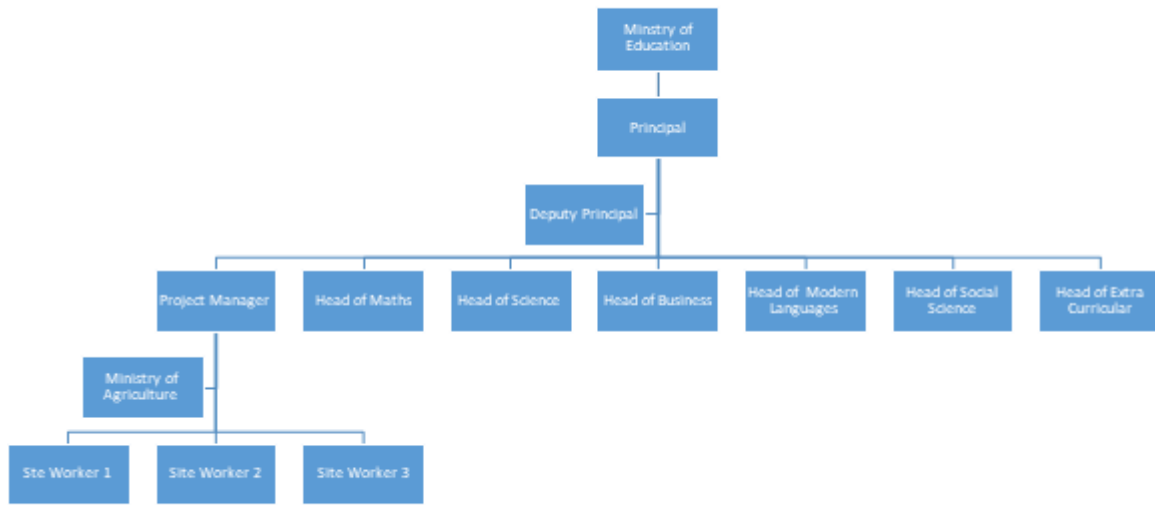 Minstry of
Education
Principal
Deputy Principal
Project Manager
Head of Maths
Head of Science
Head of Business
Head of Modern
Languages
Head of Social
Science
Head of Extra
Curricular
Ministry of
Agriculture
Ste Worker 1
Site Worker 2
Site Worker 3